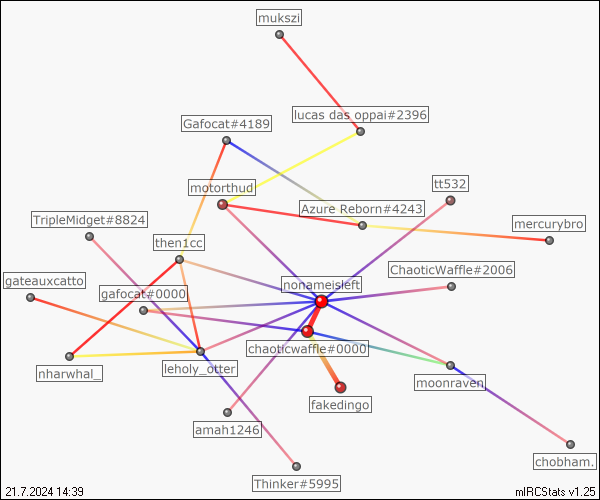 mukszi
lucas das oppai#2396
Gafocat#4189
motorthud
tt532
Azure Reborn#4243
TripleMidget#8824
mercurybro
then1cc
ChaoticWaffle#2006
gateauxcatto
nonameisleft
gafocat#0000
chaoticwaffle#0000
nharwhal_
leholy_otter
moonraven
fakedingo
amah1246
chobham.
Thinker#5995
21.7.2024 14:39
mIRCStats v1.25